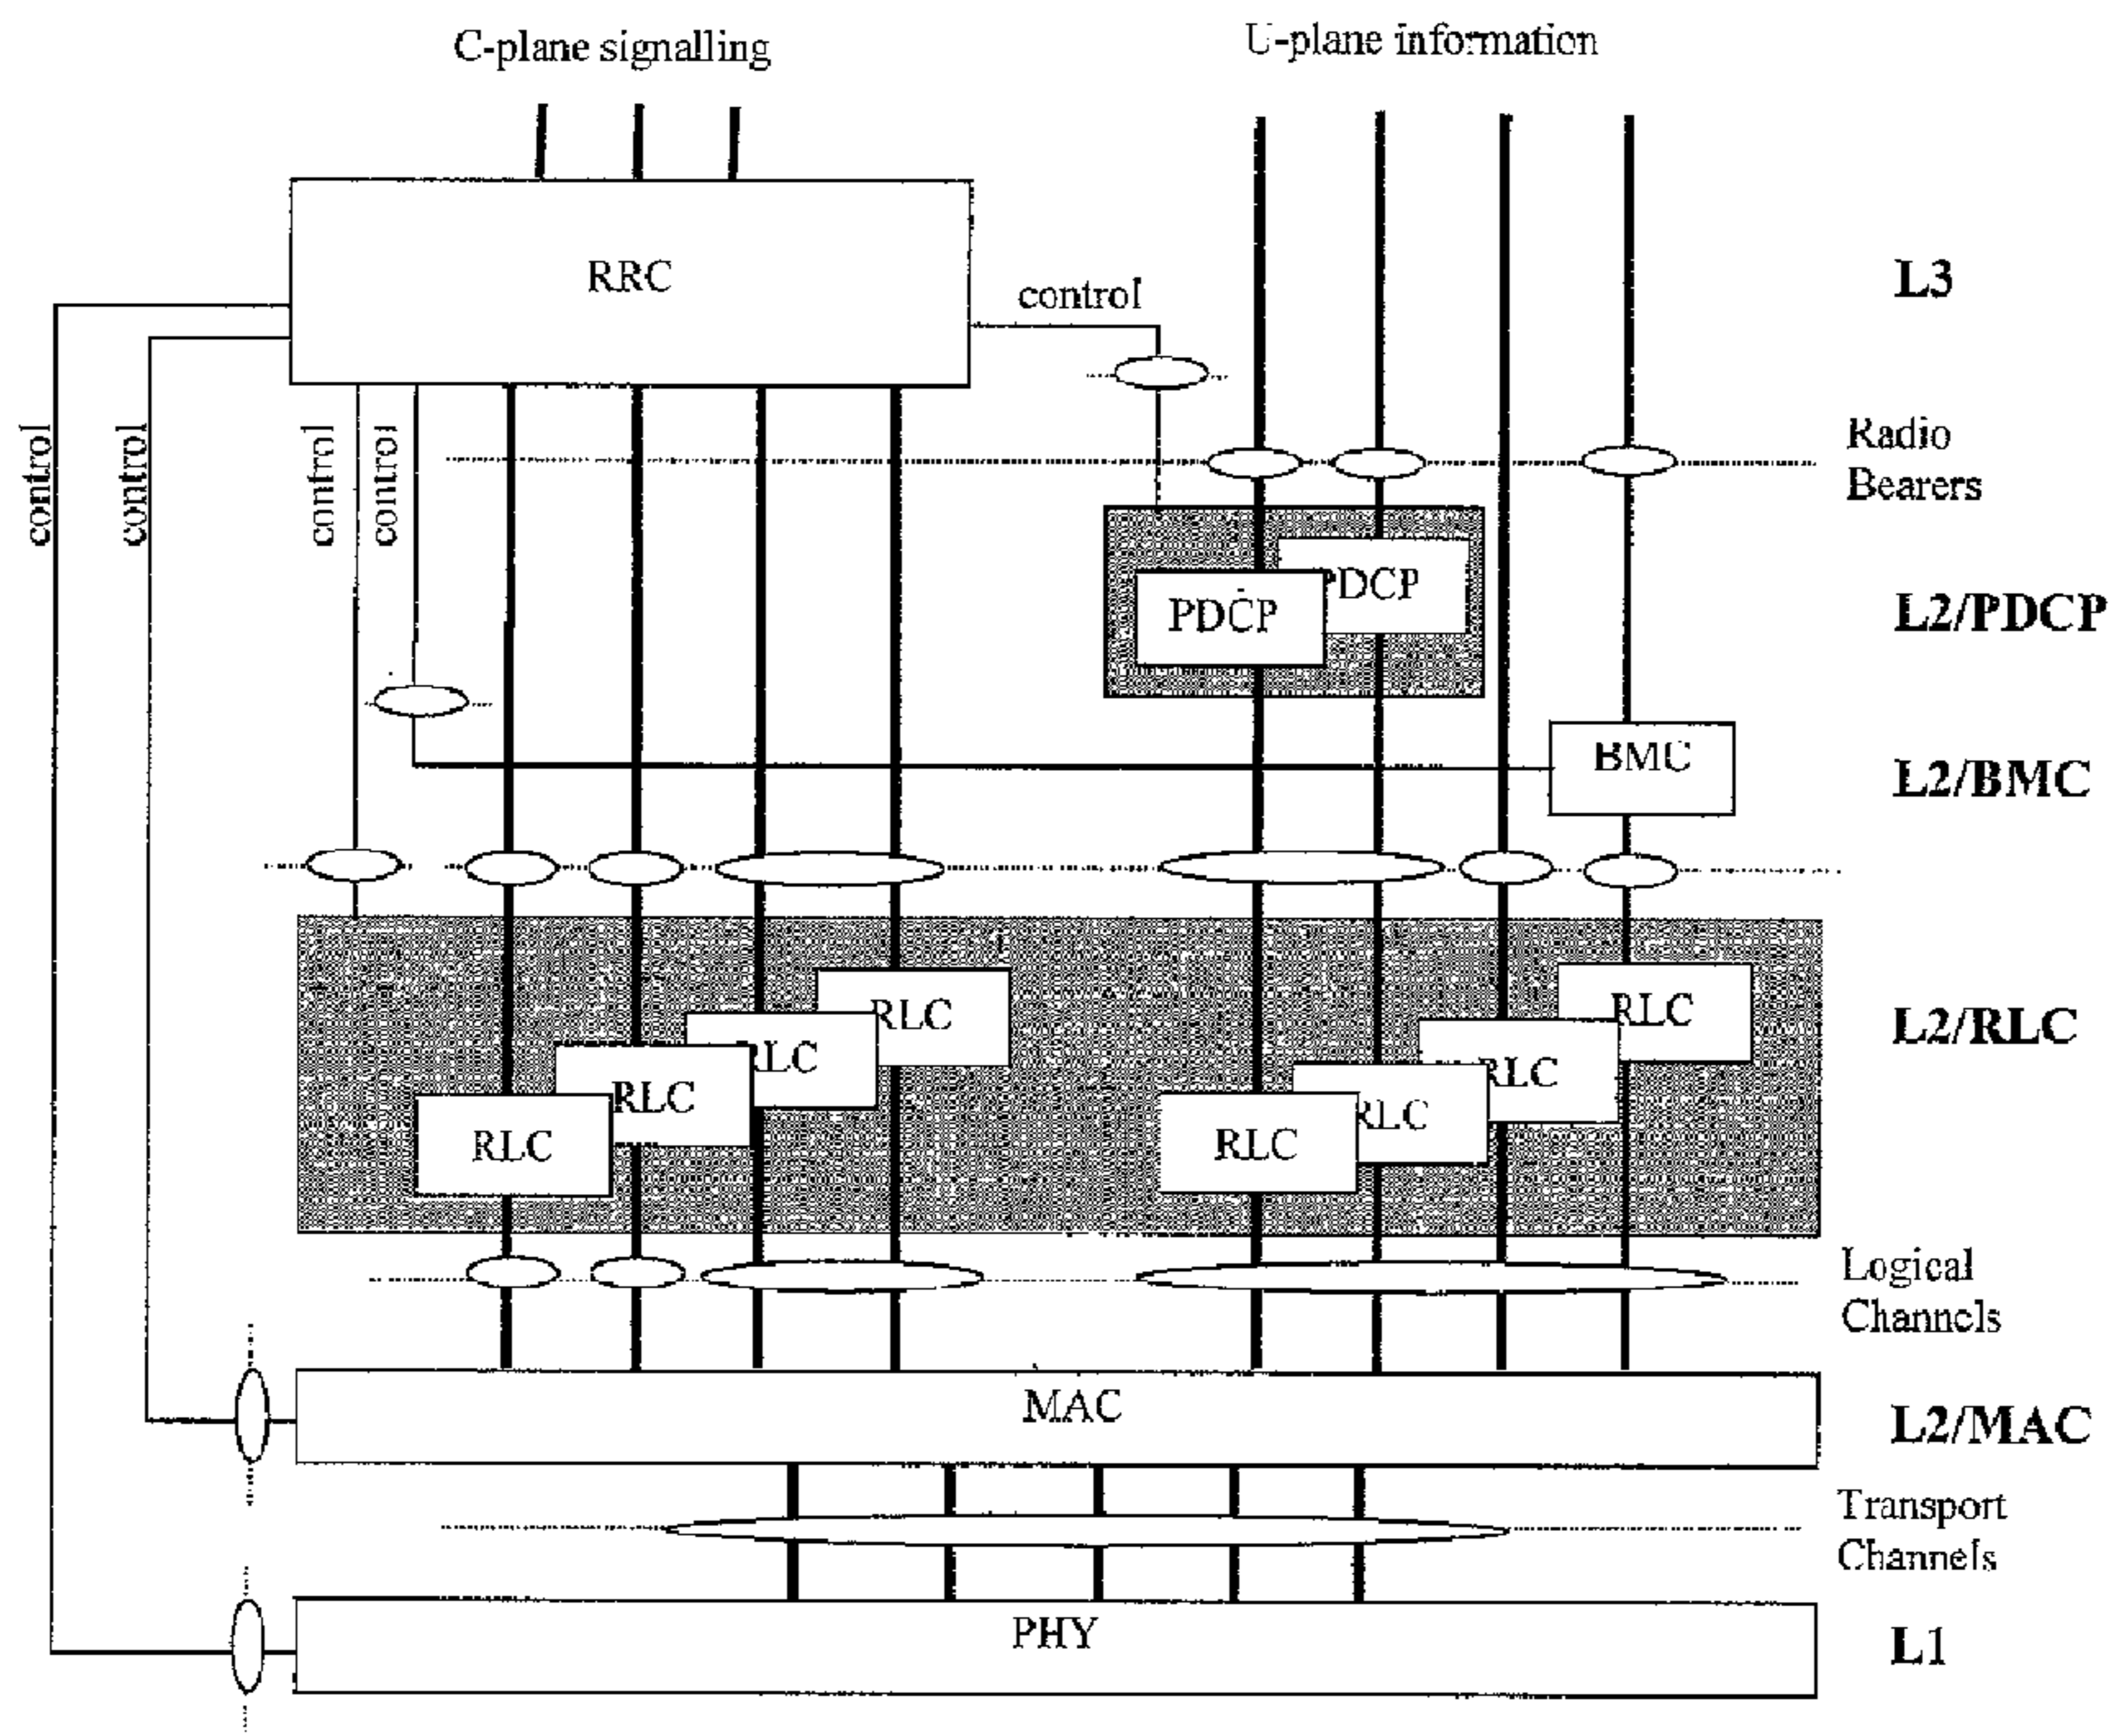 C-plane signalling
U-plane information
RRC
control
L3
control
control
control
control
Radio
Bearers
PDCP
PDCP
L2/PDCP
BMC
L2/BMC
RLC
RLC
RLC
RLC
RLC
RLC
RLC
RLC
L2/RLC
Logical
Channels
MAC
L2/MAC
Transport
Channels
PHY
L1